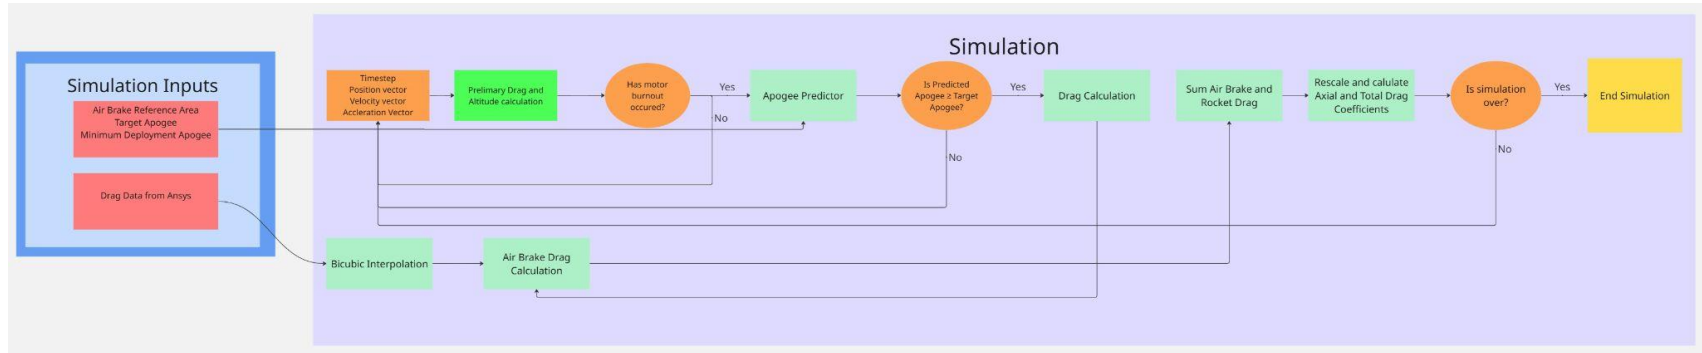 Simulation
Simulation Inputs
Air Brake Reference Area
Target Apogee
Minimum Deployment Apogee
Drag Data from Ansys
Timestep
Position vector
Velocity vector
Accleration Vector
Prelimary Drag and
Altitude calculation
Has motor
burnout
occured?
Yes
No
Apogee Predictor
Is Predicted
Apogee ≥ Target
Apogee?
Yes
No
Drag Calculation
Sum Air Brake and
Rocket Drag
Rescale and calulate
Axial and Total Drag
Coefficients
Is simulation
over?
Yes
No
End Simulation
Bicubic Interpolation
Air Brake Drag
Calculation